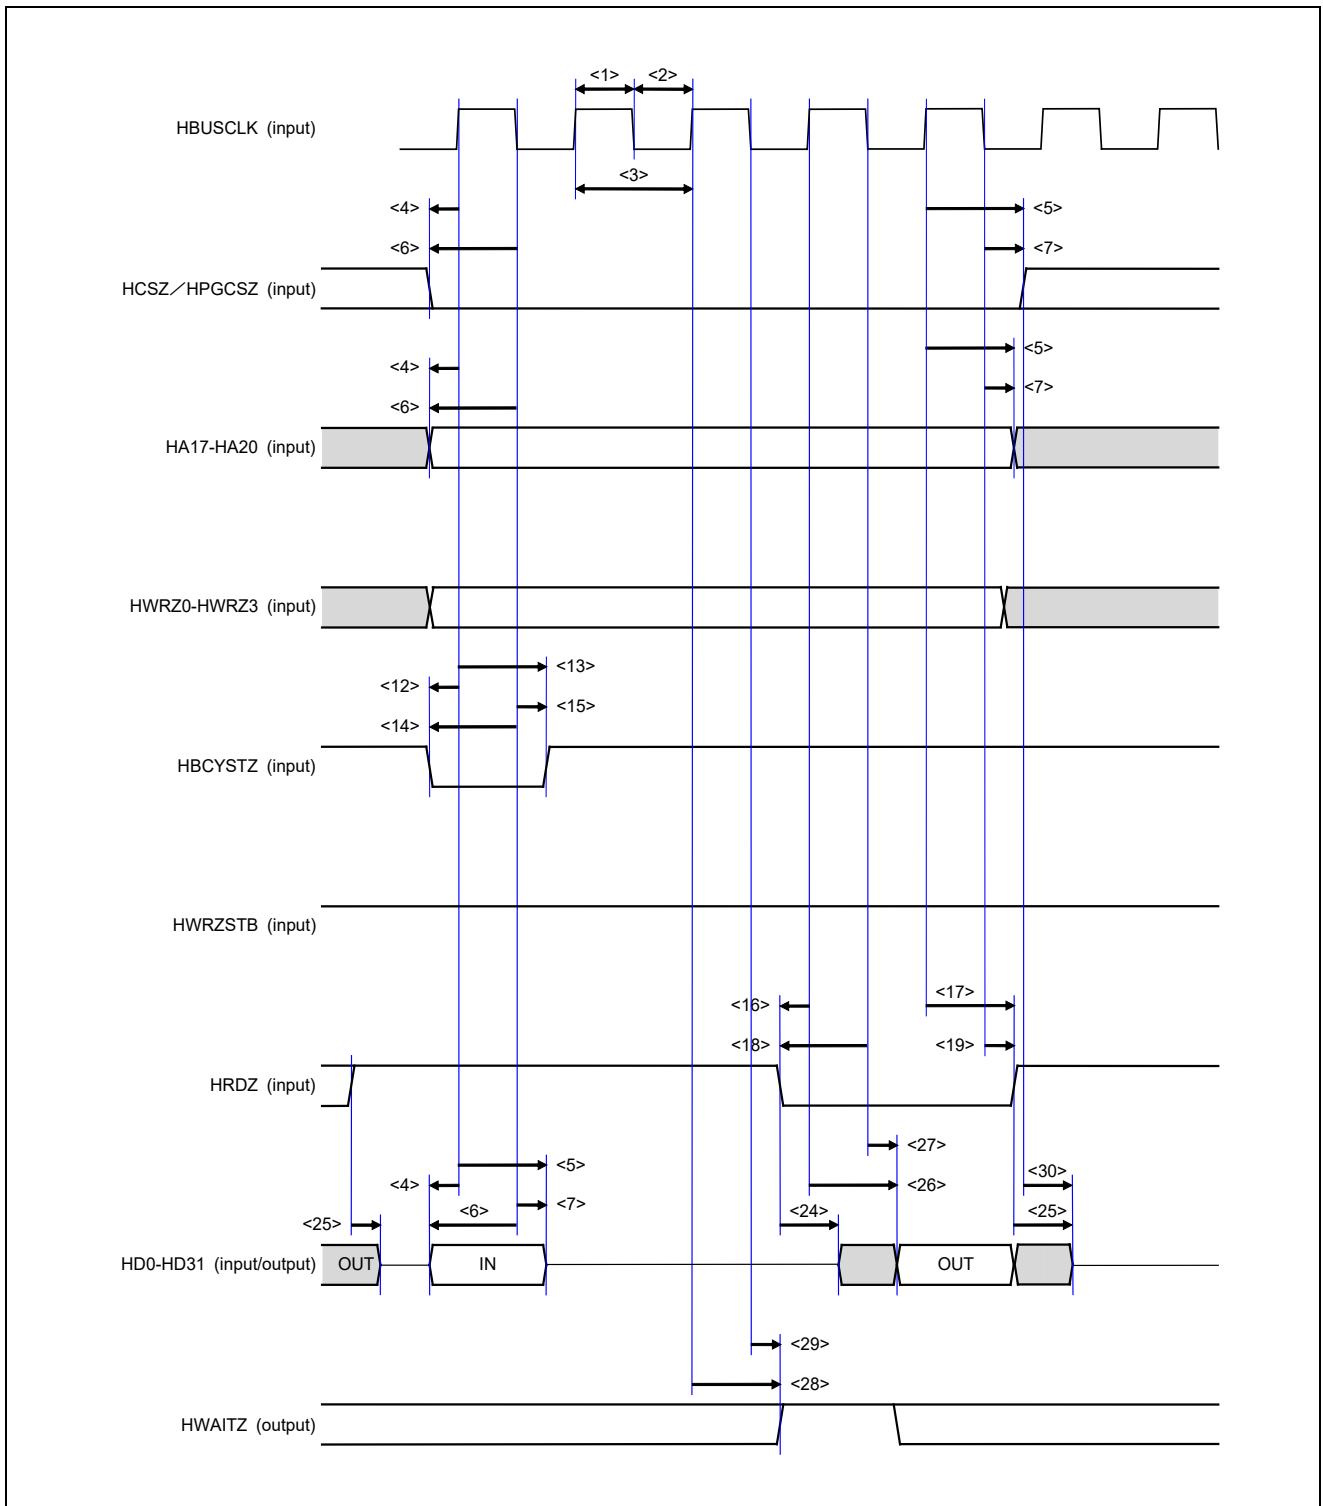 <1> <2>
HBUSCLK (input)
<3>
<4> <5>
<6> <7>
HCSZ／HPGCSZ (input)
<5>
<4>
<7>
<6>
HA17-HA20 (input)
HWRZ0-HWRZ3 (input)
<13>
<12>
<15>
<14>
HBCYSTZ (input)
HWRZSTB (input)
<16> <17>
<18> <19>
HRDZ (input)
<27>
<5> <30>
<4> <26>
<7>
<25> <6> <24> <25>
HD0-HD31 (input/output) OUT IN OUT
<29>
<28>
HWAITZ (output)